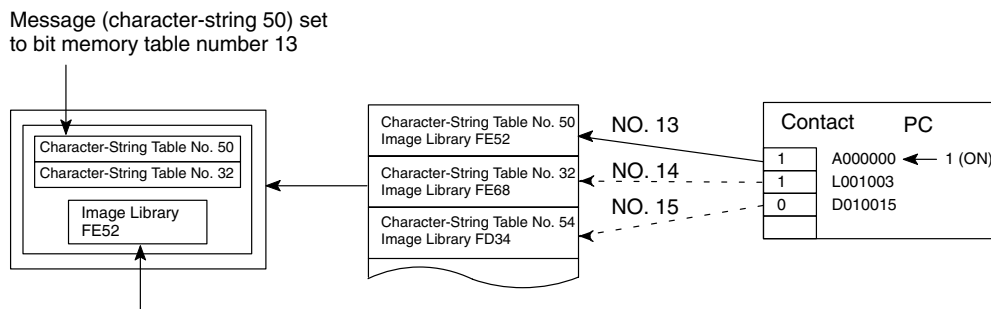 Message (character-string 50) set
to bit memory table number 13
Character-String Table No. 50
Character-String Table No. 32
Image Library
FE52
Character-String Table No. 50
Image Library FE52
Character-String Table No. 32
Image Library FE68
Character-String Table No. 54
Image Library FD34
NO. 13
NO. 14
NO. 15
Contact PC
1 A000000 1 (ON)
1 L001003
0 D010015